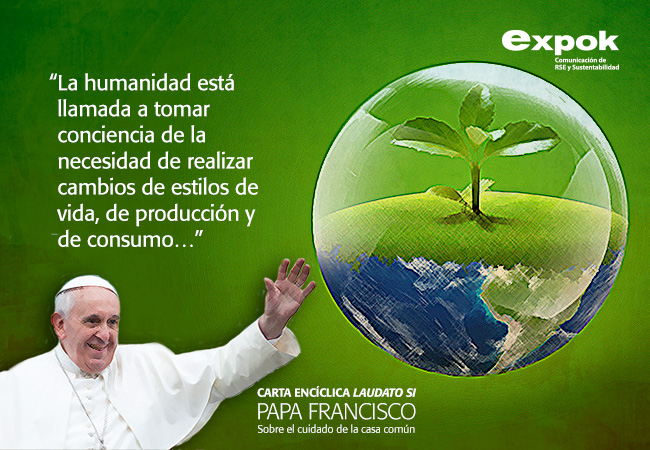 expok
Comunicación de
RSE y Sustentabilidad
“La humanidad está
llamada a tomar
conciencia de la
necesidad de realizar
cambios de estilos de
vida, de producción y
de consumo…”
CARTA ENCÍCLICA LAUDATO SI
PAPA FRANCISCO
Sobre el cuidado de la casa común